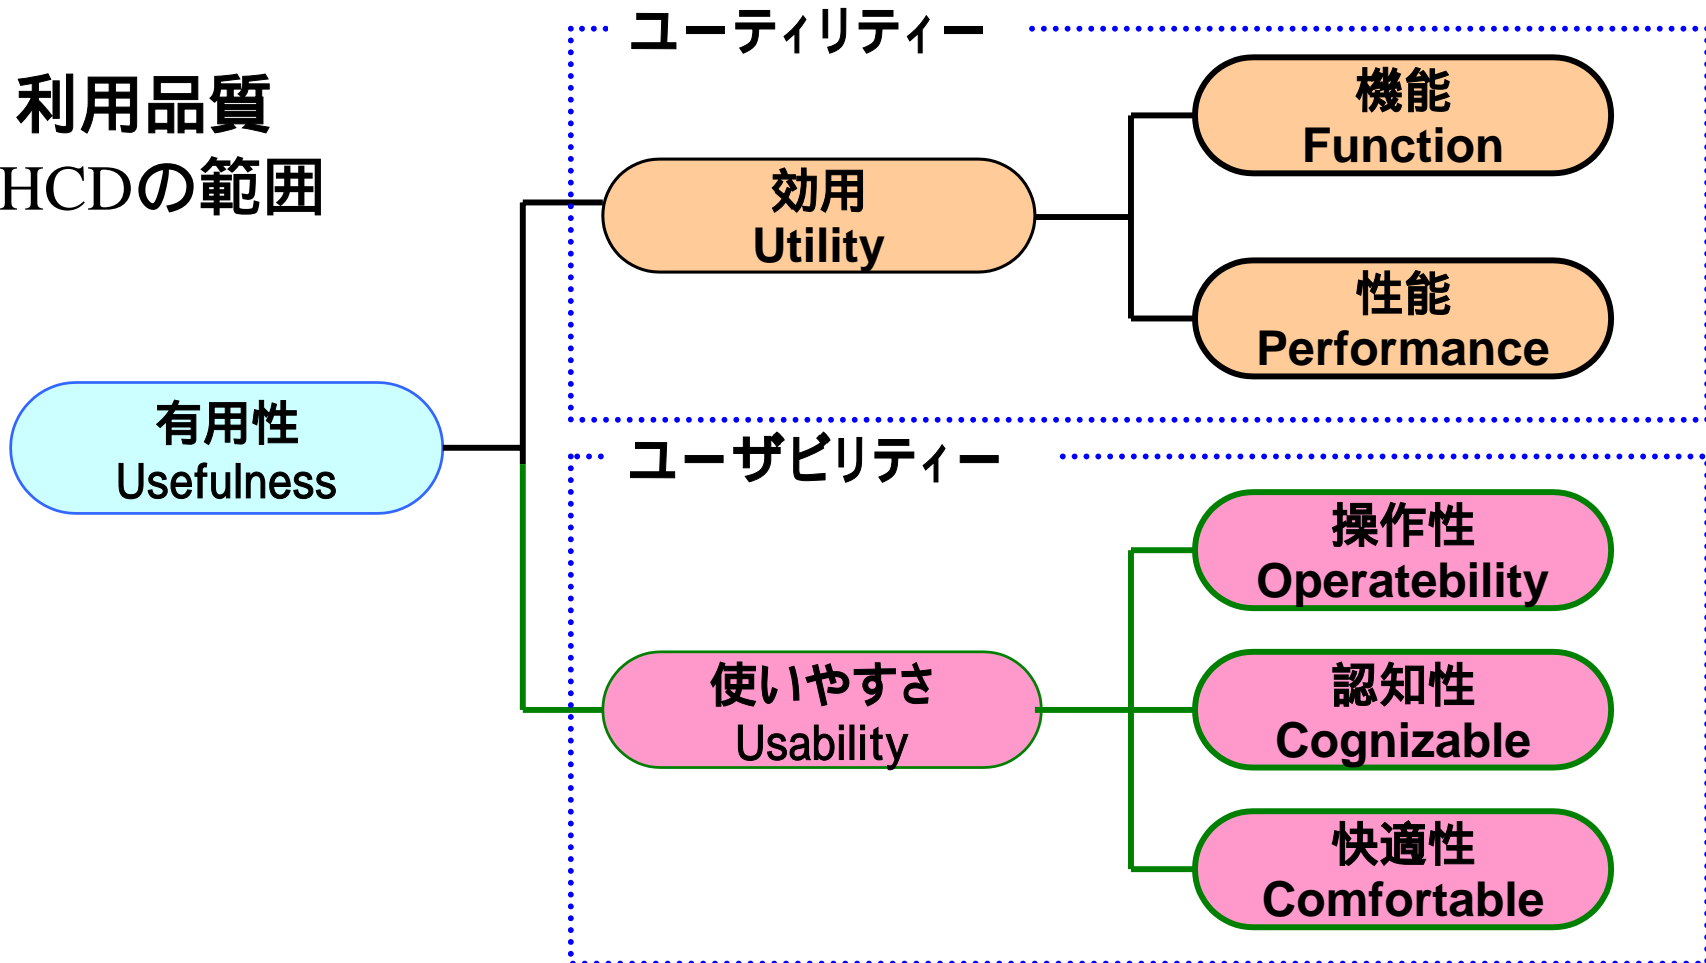 利用品質
HCDの範囲
ユーティリティー
機能
Function
効用
Utility
性能
Performance
有用性
Usefulness
ユーザビリティー
操作性
Operatebility
使いやすさ
Usability
認知性
Cognizable
快適性
Comfortable